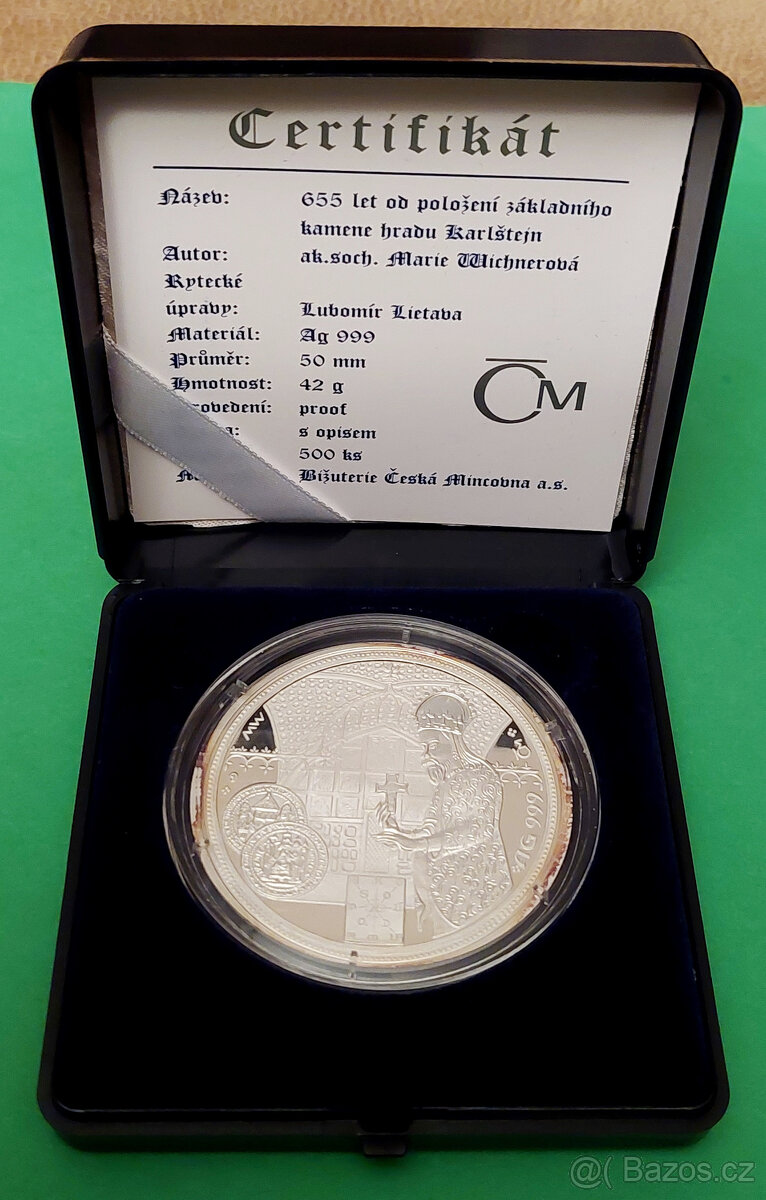 Certifikát
Název: 655 let od položení základního
kamene hradu Karlštejn
Autor: ak.soch. Marie Wichnerová
Rytecké
úpravy: Lubomír Lietava
Materiál: Ag 999
Průměr: 50 mm
Hmotnost: 42 g
rovedení: proof
a: s opisem
500 ks
Bižuterie Česká Mincovna a.s.
ČM
MW
AG 999
Bazos.cz